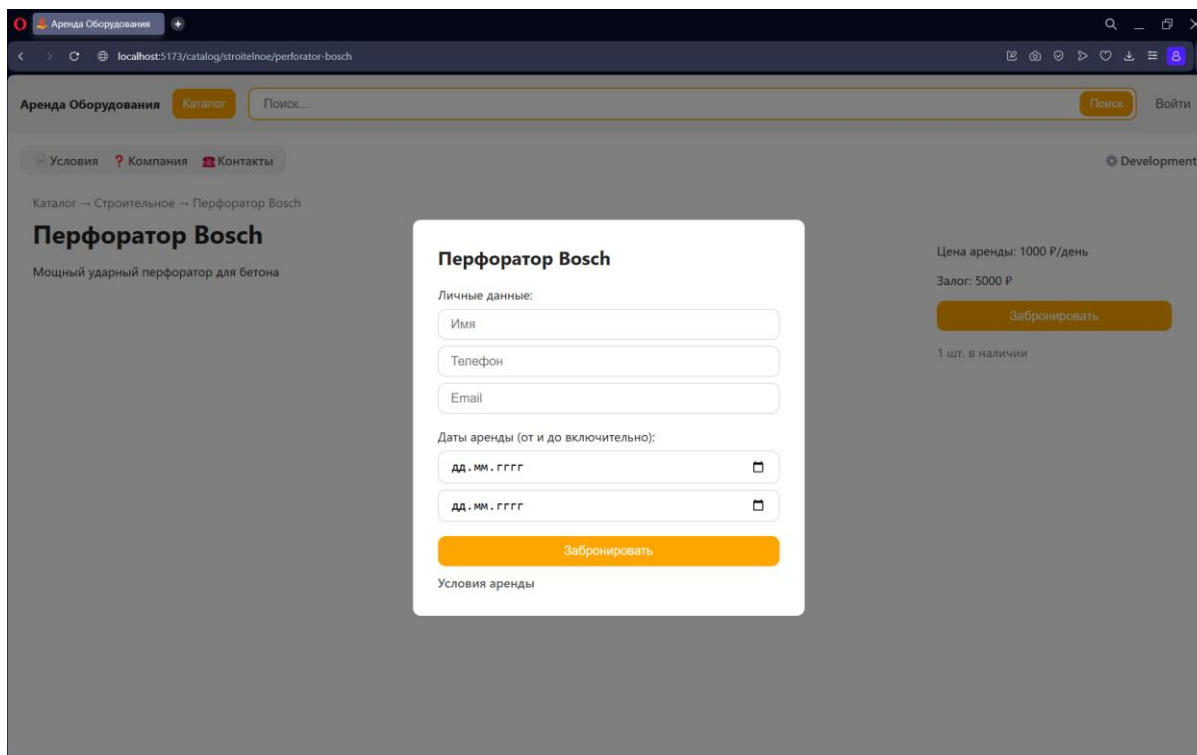 Аренда Оборудования
localhost:5173/catalog/stroitelnoe/perforator-bosch
Аренда Оборудования Каталог Поиск... Поиск Войти
Условия ? Компания Контакты Development
Каталог → Строительное → Перфоратор Bosch
Перфоратор Bosch
Мощный ударный перфоратор для бетона
Перфоратор Bosch
Личные данные:
Имя
Телефон
Email
Даты аренды (от и до включительно):
дд.мм.гггг
дд.мм.гггг
Забронировать
Условия аренды
Цена аренды: 1000 ₽/день
Залог: 5000 ₽
Забронировать
1 шт. в наличии